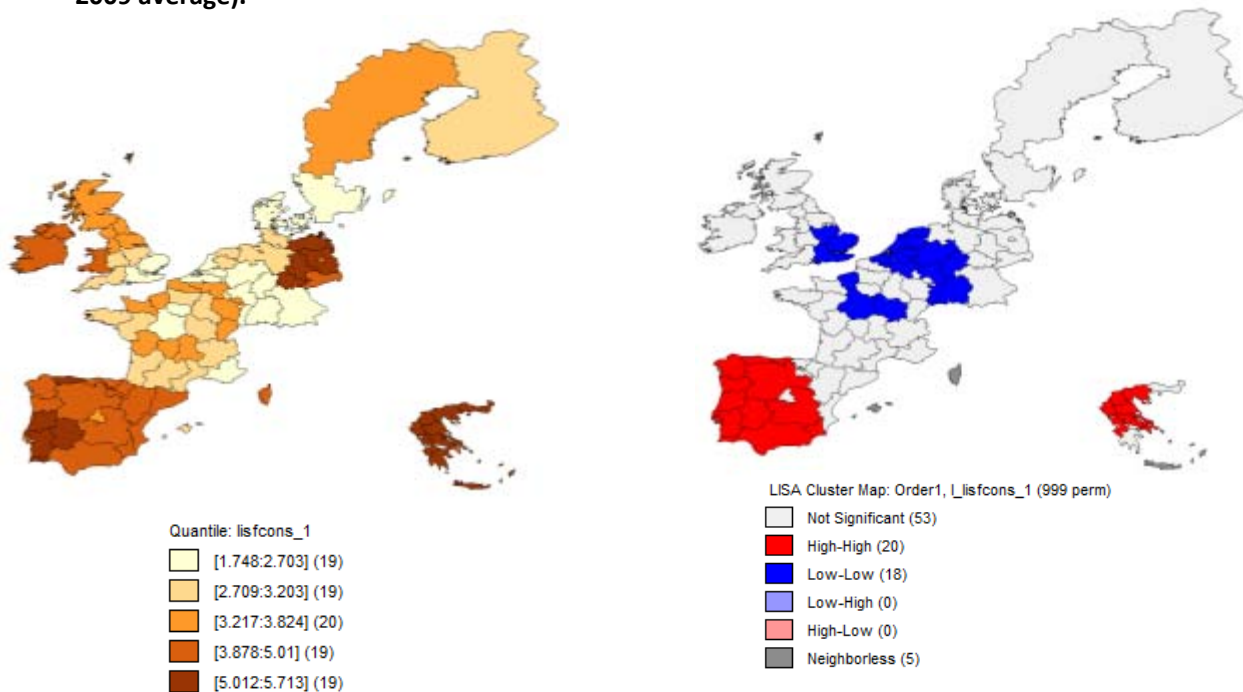 2005 average).
Quantile: lisfcons_1
[1.748:2.703] (19)
[2.709:3.203] (19)
[3.217:3.824] (20)
[3.878:5.01] (19)
[5.012:5.713] (19)
LISA Cluster Map: Order1, I_lisfcons_1 (999 perm)
Not Significant (53)
High-High (20)
Low-Low (18)
Low-High (0)
High-Low (0)
Neighborless (5)